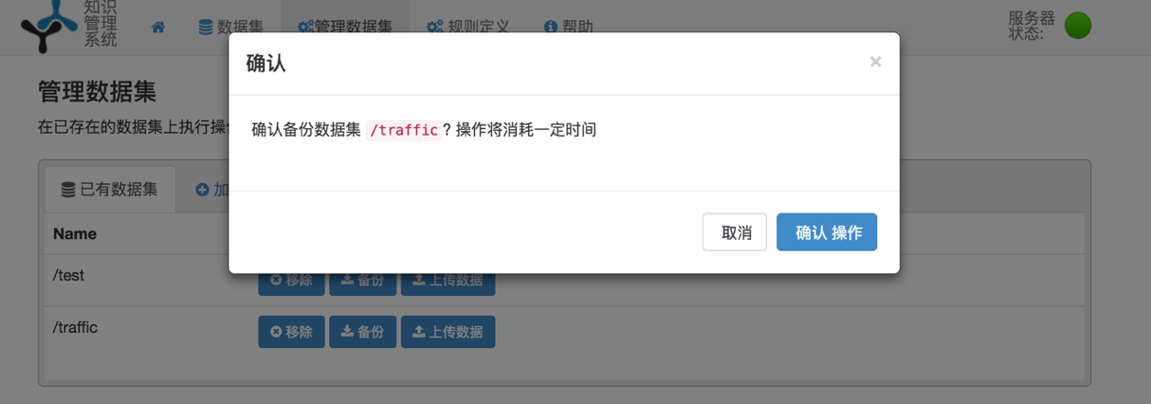 知识
管理
系统
数据集
管理数据集
规则定义
帮助
服务器
状态:
确认
×
管理数据集
在已存在的数据集上执行操
确认备份数据集 /traffic? 操作将消耗一定时间
已有数据集
加
取消
确认 操作
Name
/test
移除
备份
上传数据
/traffic
移除
备份
上传数据